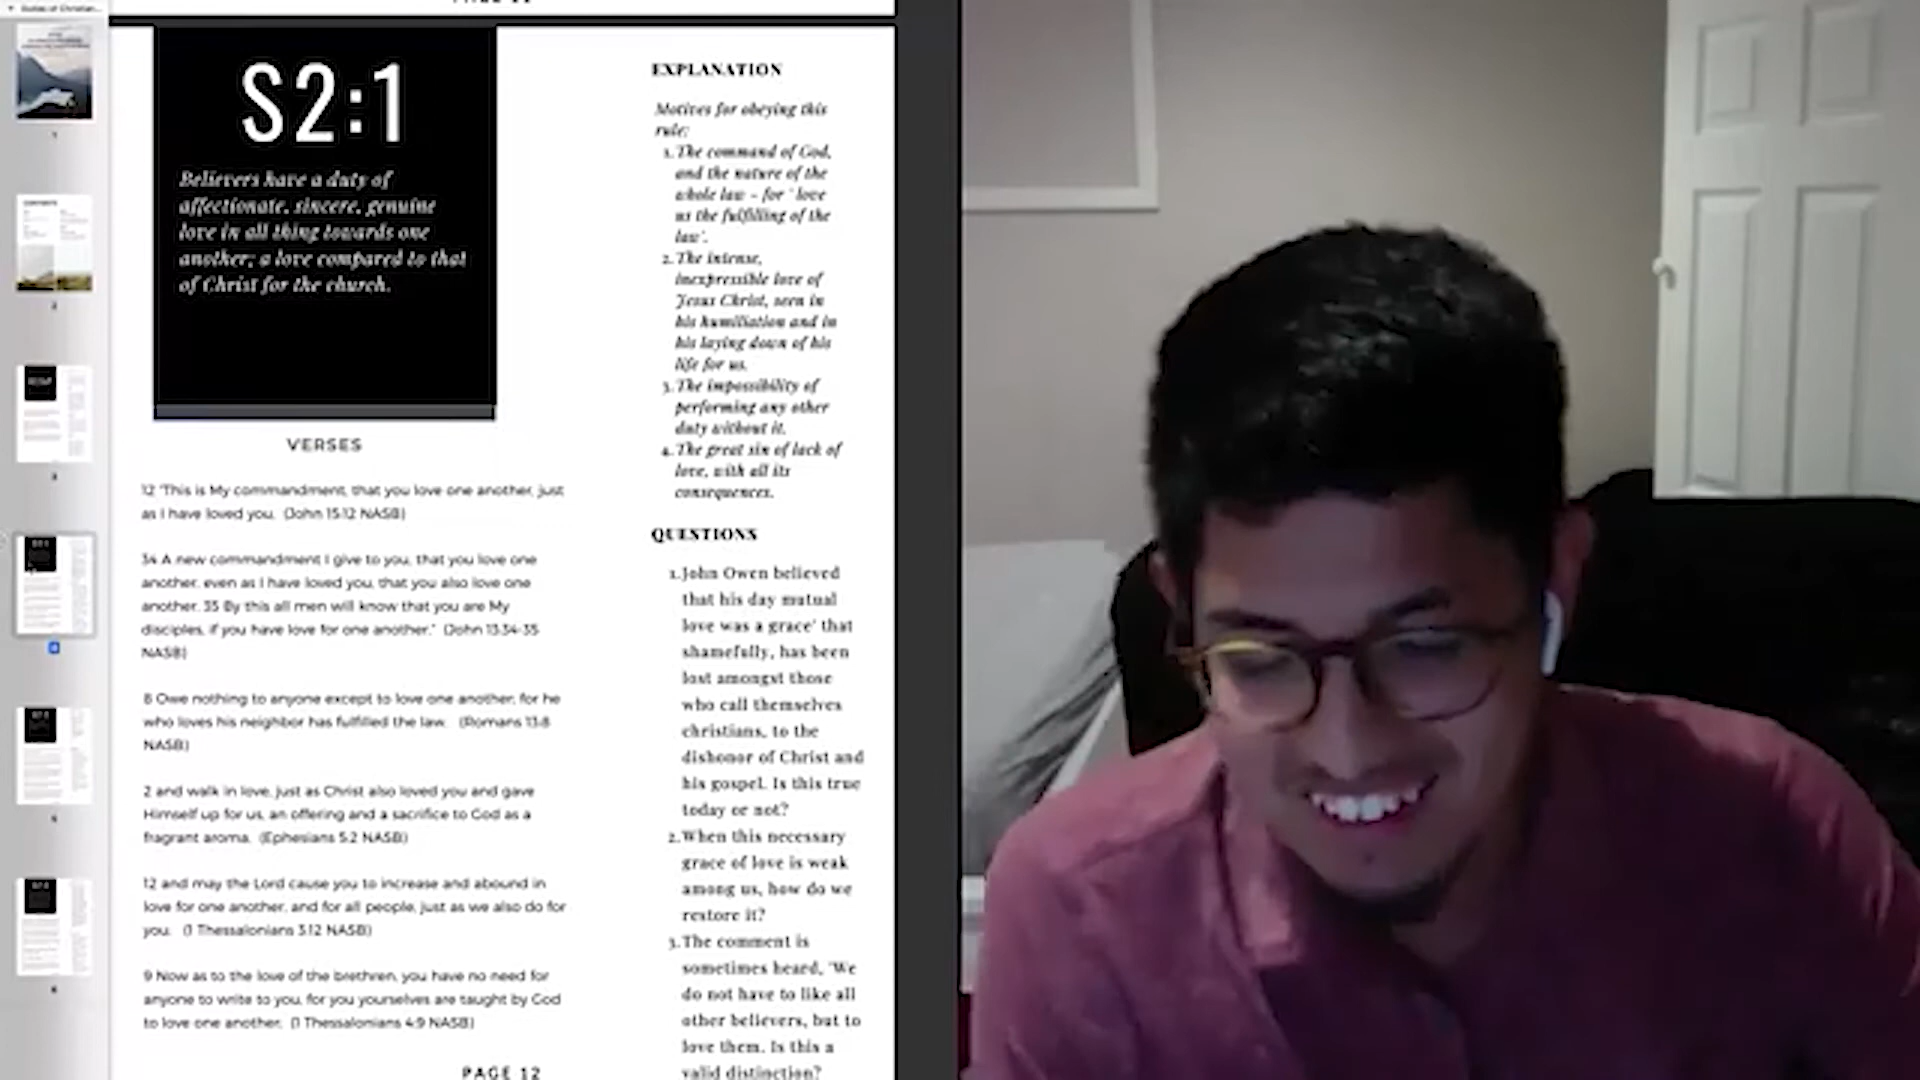 Duties of Christian...
S2:1
Believers have a duty of
affectionate, sincere, genuine
love in all thing towards one
another; a love compared to that
of Christ for the church.
VERSES
12 "This is My commandment, that you love one another, just
as I have loved you. (John 15:12 NASB)
34 A new commandment I give to you, that you love one
another, even as I have loved you, that you also love one
another. 35 By this all men will know that you are My
disciples, if you have love for one another." (John 13:34-35
NASB)
8 Owe nothing to anyone except to love one another; for he
who loves his neighbor has fulfilled the law. (Romans 13:8
NASB)
2 and walk in love, just as Christ also loved you and gave
Himself up for us, an offering and a sacrifice to God as a
fragrant aroma. (Ephesians 5:2 NASB)
12 and may the Lord cause you to increase and abound in
love for one another, and for all people, just as we also do for
you. (1 Thessalonians 3:12 NASB)
9 Now as to the love of the brethren, you have no need for
anyone to write to you, for you yourselves are taught by God
to love one another. (1 Thessalonians 4:9 NASB)
PAGE 12
EXPLANATION
Motives for obeying this
rule:
1. The command of God,
and the nature of the
whole law – for ' love
us the fulfilling of the
law'.
2. The intense,
inexpressible love of
Jesus Christ, seen in
his humiliation and in
his laying down of his
life for us.
3. The impossibility of
performing any other
duty without it.
4. The great sin of lack of
love, with all its
consequences.
QUESTIONS
1. John Owen believed
that his day mutual
love was a grace' that
shamefully, has been
lost amongst those
who call themselves
christians, to the
dishonor of Christ and
his gospel. Is this true
today or not?
2. When this necessary
grace of love is weak
among us, how do we
restore it?
3. The comment is
sometimes heard, 'We
do not have to like all
other believers, but to
love them. Is this a
valid distinction?